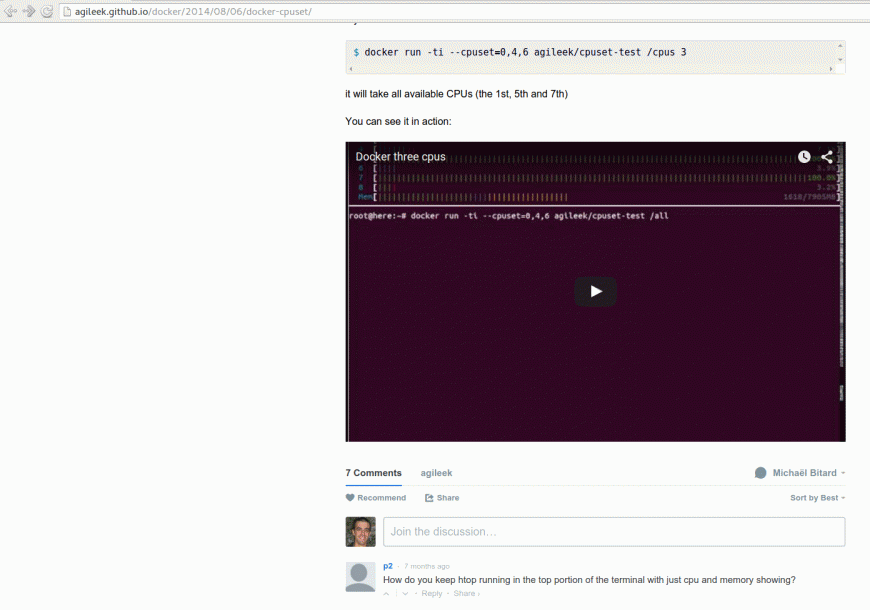 agileek.github.io/docker/2014/08/06/docker-cpuset/
$ docker run -ti --cpuset=0,4,6 agileek/cpuset-test /cpus 3
it will take all available CPUs (the 1st, 5th and 7th)
You can see it in action:
Docker three cpus
6 [ 3.9%]
7 [ 100.0%]
8 [ 3.2%]
Mem[ 1618/7905MB]
root@here:~# docker run -ti --cpuset=0,4,6 agileek/cpuset-test /all
7 Comments agileek Michaël Bitard
Recommend Share Sort by Best
Join the discussion…
p2 · 7 months ago
How do you keep htop running in the top portion of the terminal with just cpu and memory showing?
Reply · Share ›